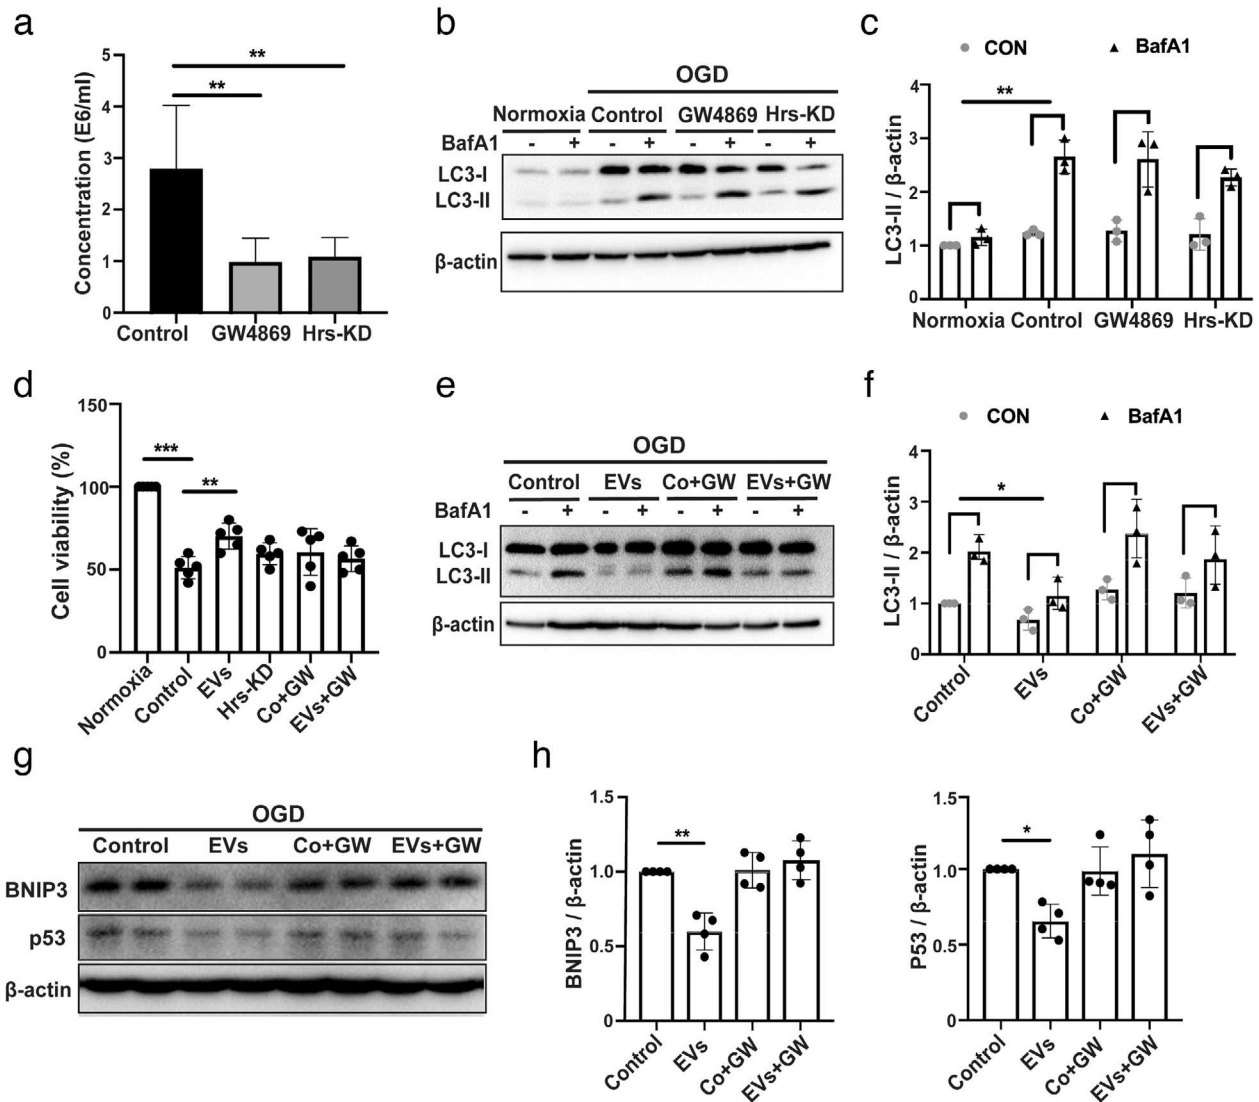 a
Concentration (E6/ml)
5
4
3
2
1
0
**
**
Control GW4869 Hrs-KD
b
OGD
Normoxia Control GW4869 Hrs-KD
BafA1 - + - + - + - +
LC3-I
LC3-II
β-actin
c
CON BafA1
LC3-II / β-actin
4
3
2
1
0
**
Normoxia Control GW4869 Hrs-KD
d
Cell viability (%)
150
100
50
0
***
**
Normoxia
Control
EVs
Hrs-KD
Co+GW
EVs+GW
e
OGD
Control EVs Co+GW EVs+GW
BafA1 - + - + - + - +
LC3-I
LC3-II
β-actin
f
CON BafA1
LC3-II / β-actin
4
3
2
1
0
*
Control
EVs
Co+GW
EVs+GW
g
OGD
Control EVs Co+GW EVs+GW
BNIP3
p53
β-actin
h
BNIP3 / β-actin
1.5
1.0
0.5
0
**
Control
EVs
Co+GW
EVs+GW
P53 / β-actin
1.5
1.0
0.5
0
*
Control
EVs
Co+GW
EVs+GW